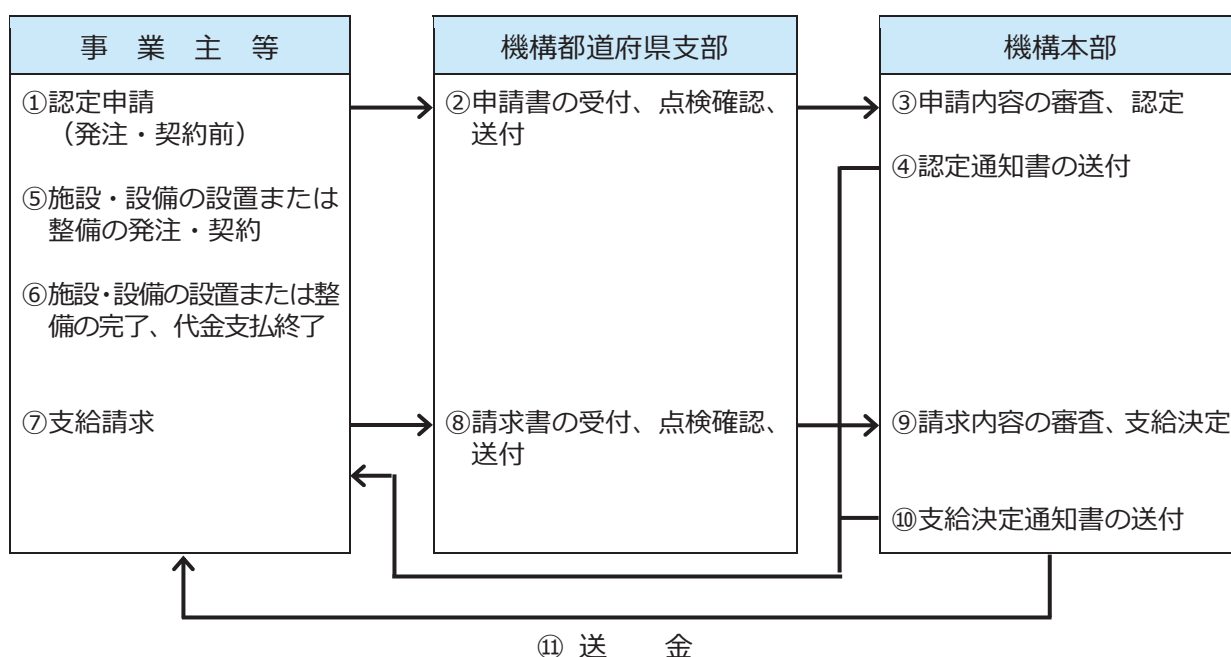 事業主等
機構都道府県支部
機構本部
①認定申請
（発注・契約前）
②申請書の受付、点検確認、
送付
③申請内容の審査、認定
④認定通知書の送付
⑤施設・設備の設置または
整備の発注・契約
⑥施設・設備の設置または整
備の完了、代金支払終了
⑦支給請求
⑧請求書の受付、点検確認、
送付
⑨請求内容の審査、支給決定
⑩支給決定通知書の送付
⑪ 送　金